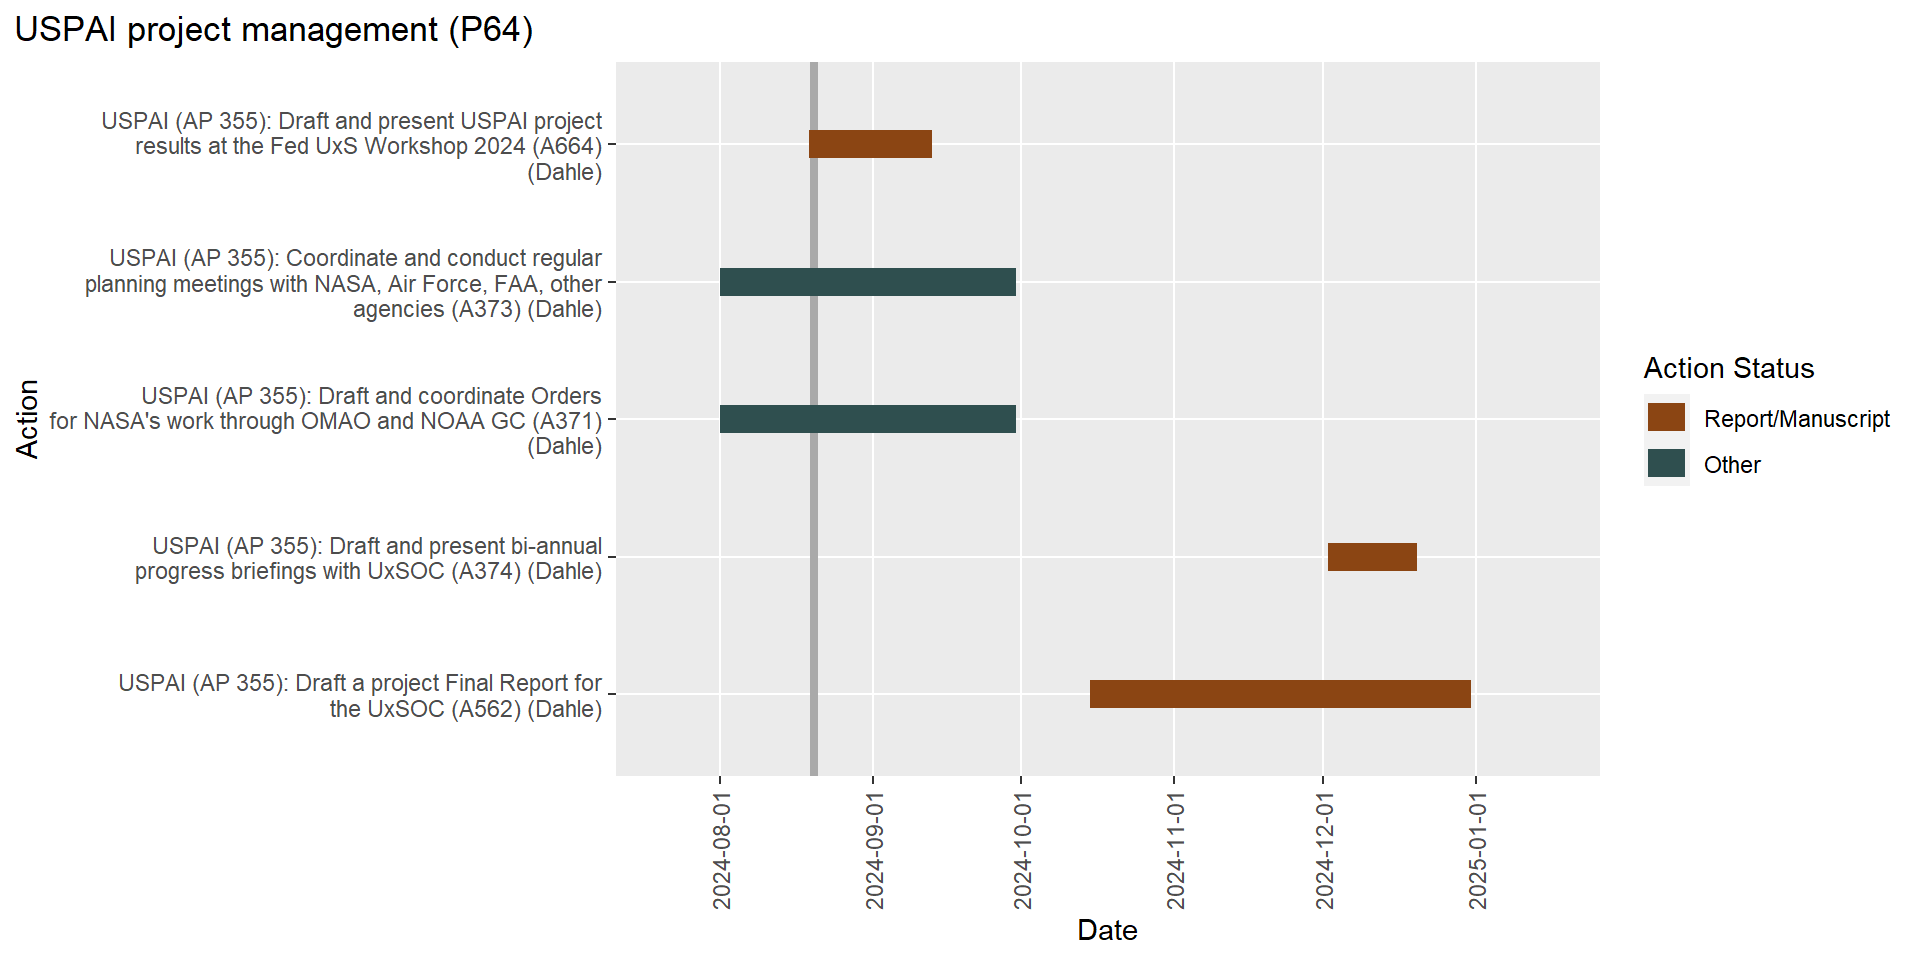 USPAI project management (P64)
USPAI (AP 355): Draft and present USPAI project
results at the Fed UxS Workshop 2024 (A664)
(Dahle)
USPAI (AP 355): Coordinate and conduct regular
planning meetings with NASA, Air Force, FAA, other
agencies (A373) (Dahle)
USPAI (AP 355): Draft and coordinate Orders
for NASA's work through OMAO and NOAA GC (A371)
(Dahle)
USPAI (AP 355): Draft and present bi-annual
progress briefings with UxSOC (A374) (Dahle)
USPAI (AP 355): Draft a project Final Report for
the UxSOC (A562) (Dahle)
Action
2024-08-01
2024-09-01
2024-10-01
2024-11-01
2024-12-01
2025-01-01
Date
Action Status
Report/Manuscript
Other